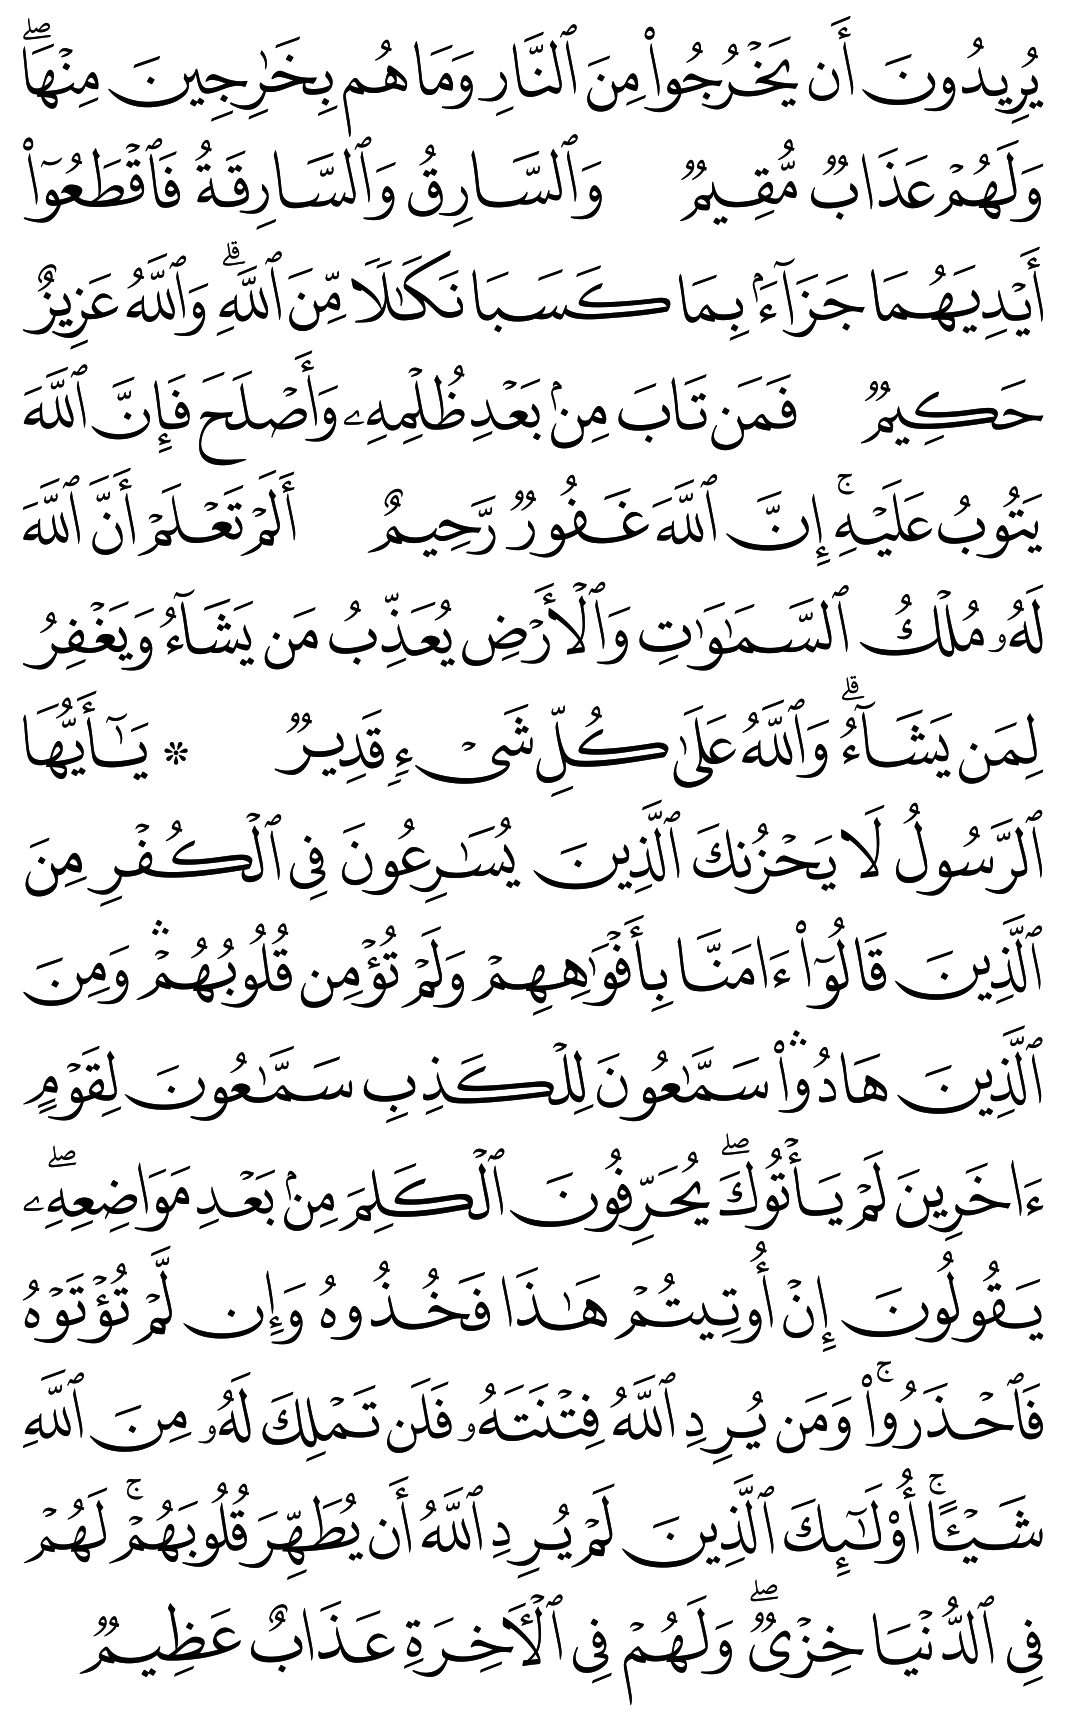 يُرِيدُونَ أَن يَخۡرُجُواْ مِنَ ٱلنَّارِ وَمَا هُم بِخَٰرِجِينَ مِنۡهَاۖ
وَلَهُمۡ عَذَابٞ مُّقِيمٞ وَٱلسَّارِقُ وَٱلسَّارِقَةُ فَٱقۡطَعُوٓاْ
أَيۡدِيَهُمَا جَزَآءَۢ بِمَا كَسَبَا نَكَٰلٗا مِّنَ ٱللَّهِۗ وَٱللَّهُ عَزِيزٌ
حَكِيمٞ فَمَن تَابَ مِنۢ بَعۡدِ ظُلۡمِهِۦ وَأَصۡلَحَ فَإِنَّ ٱللَّهَ
يَتُوبُ عَلَيۡهِۚ إِنَّ ٱللَّهَ غَفُورٞ رَّحِيمٌ أَلَمۡ تَعۡلَمۡ أَنَّ ٱللَّهَ
لَهُۥ مُلۡكُ ٱلسَّمَٰوَٰتِ وَٱلۡأَرۡضِ يُعَذِّبُ مَن يَشَآءُ وَيَغۡفِرُ
لِمَن يَشَآءُۗ وَٱللَّهُ عَلَىٰ كُلِّ شَيۡءٖ قَدِيرٞ ۞ يَٰٓأَيُّهَا
ٱلرَّسُولُ لَا يَحۡزُنكَ ٱلَّذِينَ يُسَٰرِعُونَ فِي ٱلۡكُفۡرِ مِنَ
ٱلَّذِينَ قَالُوٓاْ ءَامَنَّا بِأَفۡوَٰهِهِمۡ وَلَمۡ تُؤۡمِن قُلُوبُهُمۡۛ وَمِنَ
ٱلَّذِينَ هَادُواْۛ سَمَّٰعُونَ لِلۡكَذِبِ سَمَّٰعُونَ لِقَوۡمٍ
ءَاخَرِينَ لَمۡ يَأۡتُوكَۖ يُحَرِّفُونَ ٱلۡكَلِمَ مِنۢ بَعۡدِ مَوَاضِعِهِۦۖ
يَقُولُونَ إِنۡ أُوتِيتُمۡ هَٰذَا فَخُذُوهُ وَإِن لَّمۡ تُؤۡتَوۡهُ
فَٱحۡذَرُواْۚ وَمَن يُرِدِ ٱللَّهُ فِتۡنَتَهُۥ فَلَن تَمۡلِكَ لَهُۥ مِنَ ٱللَّهِ
شَيۡـًٔاۚ أُوْلَٰٓئِكَ ٱلَّذِينَ لَمۡ يُرِدِ ٱللَّهُ أَن يُطَهِّرَ قُلُوبَهُمۡۚ لَهُمۡ
فِي ٱلدُّنۡيَا خِزۡيٞۖ وَلَهُمۡ فِي ٱلۡأٓخِرَةِ عَذَابٌ عَظِيمٞ